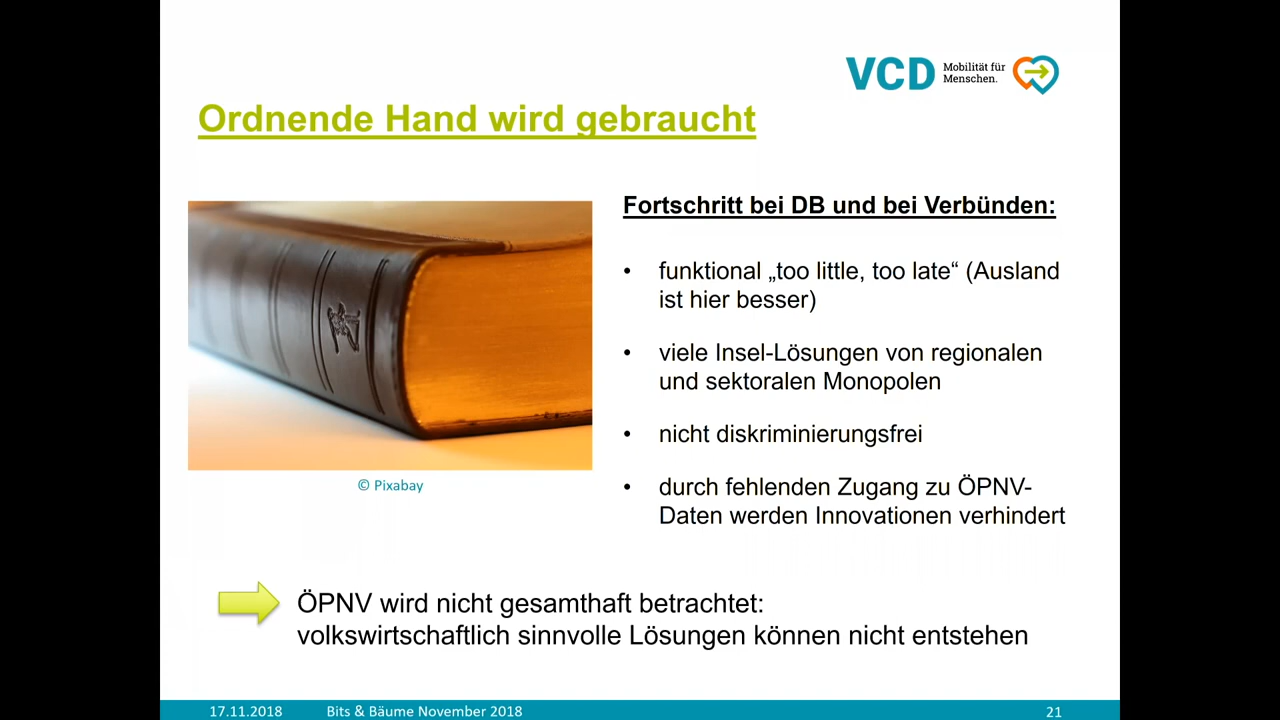 VCD Mobilität für
Menschen.
Ordnende Hand wird gebraucht
Fortschritt bei DB und bei Verbünden:
• funktional „too little, too late“ (Ausland
ist hier besser)
• viele Insel-Lösungen von regionalen
und sektoralen Monopolen
• nicht diskriminierungsfrei
• durch fehlenden Zugang zu ÖPNV-
Daten werden Innovationen verhindert
© Pixabay
ÖPNV wird nicht gesamthaft betrachtet:
volkswirtschaftlich sinnvolle Lösungen können nicht entstehen
17.11.2018 Bits & Bäume November 2018 21